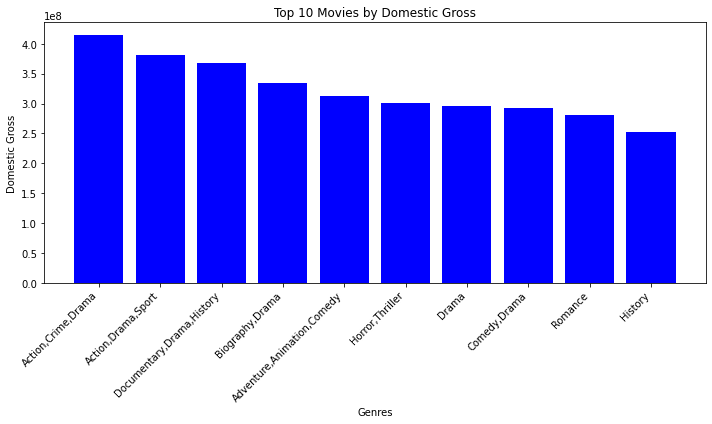 Top 10 Movies by Domestic Gross
1e8
4.0
3.5
3.0
2.5
2.0
1.5
1.0
0.5
0.0
Domestic Gross
Action,Crime,Drama
Action,Drama,Sport
Documentary,Drama,History
Biography,Drama
Adventure,Animation,Comedy
Horror,Thriller
Drama
Comedy,Drama
Romance
History
Genres